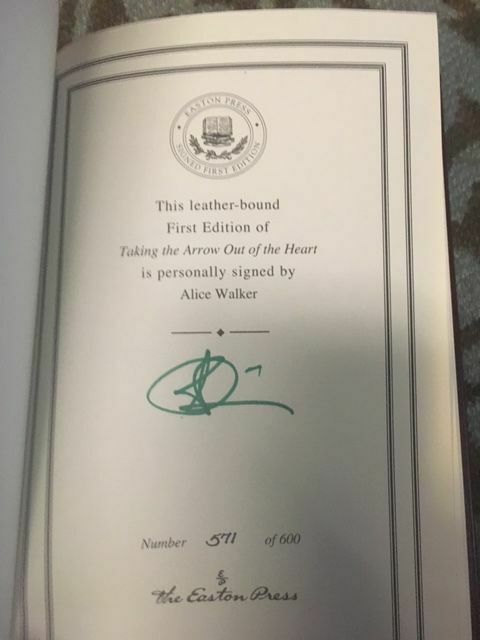 EASTON PRESS
SIGNED FIRST EDITION
This leather-bound
First Edition of
Taking the Arrow Out of the Heart
is personally signed by
Alice Walker
Number 571 of 600
the Easton Press